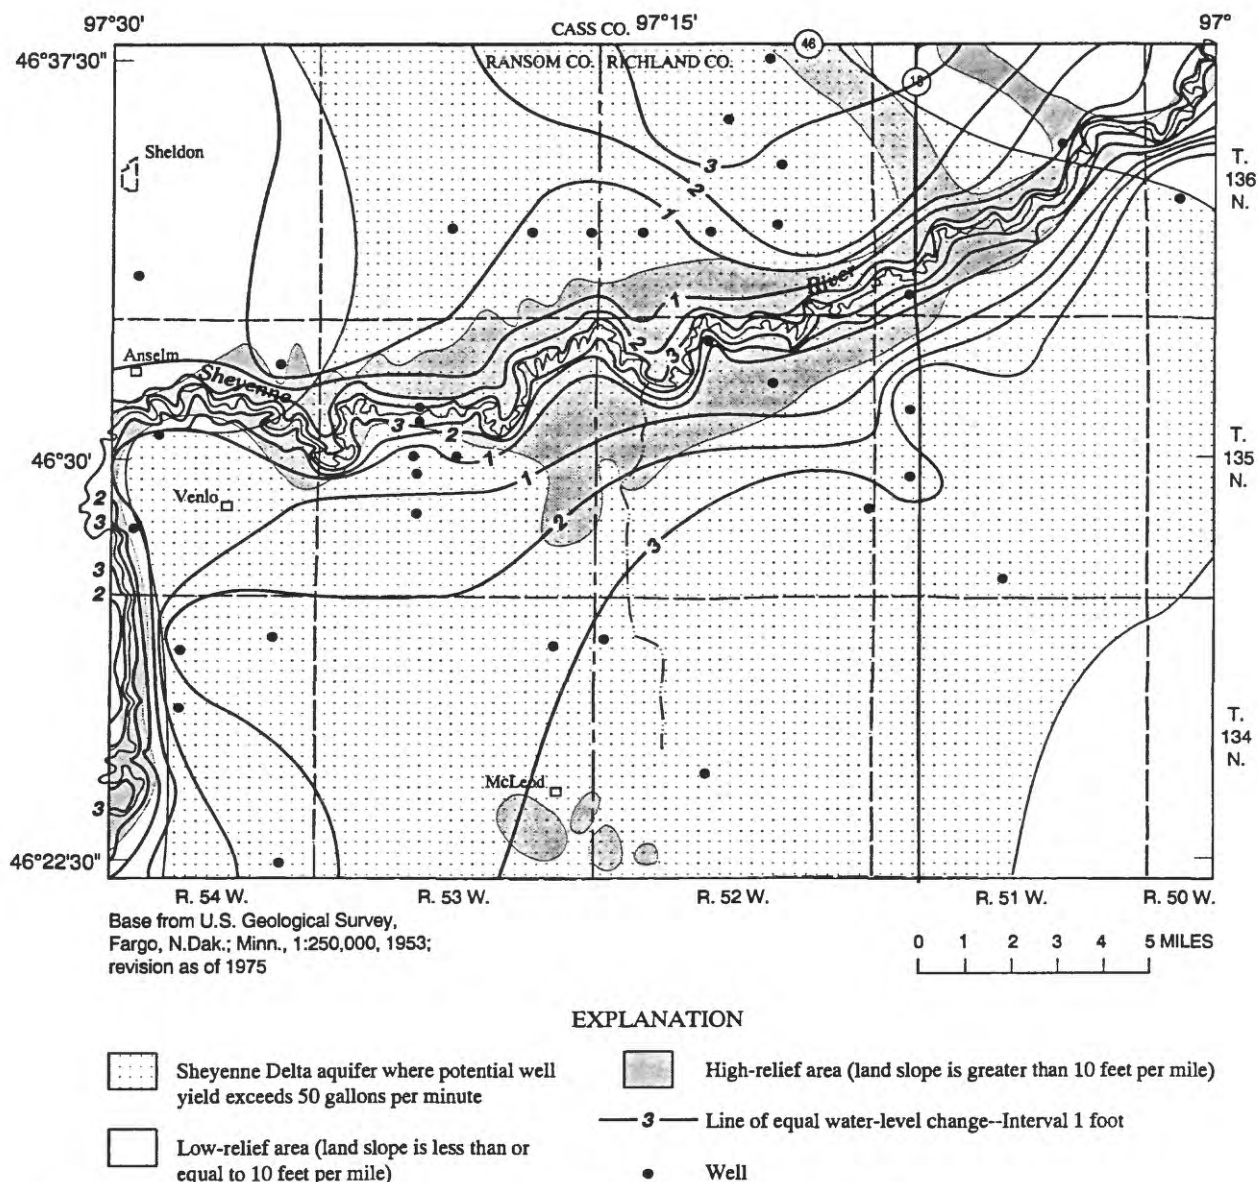 97°30'
CASS CO.
97°15'
97°
46°37'30"
RANSOM CO.
RICHLAND CO.
46
18
Sheldon
3
2
1
T.
136
N.
River
1
2
3
Anselm
Sheyenne
3
2
1
46°30'
1
T.
135
N.
Venlo
2
3
2
3
3
2
T.
134
N.
McLeod
3
46°22'30"
R. 54 W.
R. 53 W.
R. 52 W.
R. 51 W.
R. 50 W.
Base from U.S. Geological Survey,
Fargo, N.Dak.; Minn., 1:250,000, 1953;
revision as of 1975
0 1 2 3 4 5 MILES
EXPLANATION
Sheyenne Delta aquifer where potential well
yield exceeds 50 gallons per minute
Low-relief area (land slope is less than or
equal to 10 feet per mile)
High-relief area (land slope is greater than 10 feet per mile)
3 Line of equal water-level change--Interval 1 foot
Well